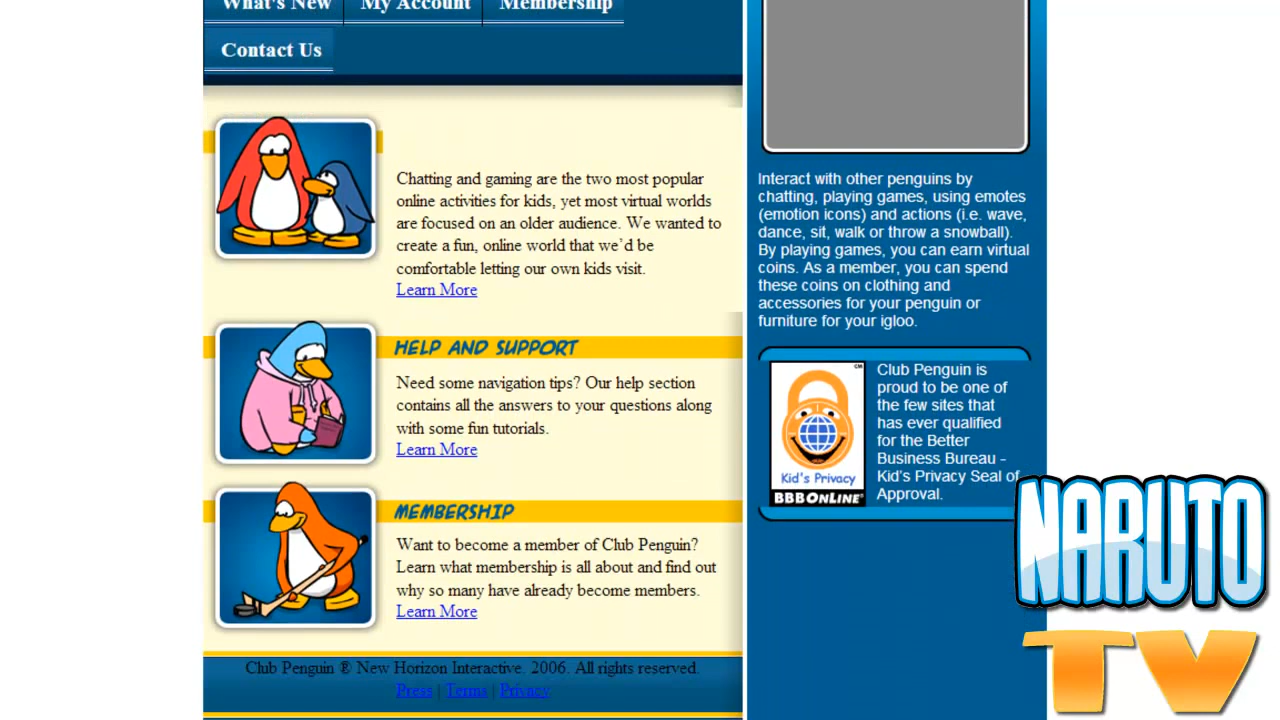 What's New
My Account
Membership
Contact Us
Chatting and gaming are the two most popular
online activities for kids, yet most virtual worlds
are focused on an older audience. We wanted to
create a fun, online world that we'd be
comfortable letting our own kids visit.
Learn More
HELP AND SUPPORT
Need some navigation tips? Our help section
contains all the answers to your questions along
with some fun tutorials.
Learn More
MEMBERSHIP
Want to become a member of Club Penguin?
Learn what membership is all about and find out
why so many have already become members.
Learn More
Club Penguin ® New Horizon Interactive. 2006. All rights reserved.
Press | Terms | Privacy
Interact with other penguins by
chatting, playing games, using emotes
(emotion icons) and actions (i.e. wave,
dance, sit, walk or throw a snowball).
By playing games, you can earn virtual
coins. As a member, you can spend
these coins on clothing and
accessories for your penguin or
furniture for your igloo.
CM
Kid's Privacy
BBBONLINE®
Club Penguin is
proud to be one of
the few sites that
has ever qualified
for the Better
Business Bureau -
Kid's Privacy Seal of
Approval.
NARUTO
TV